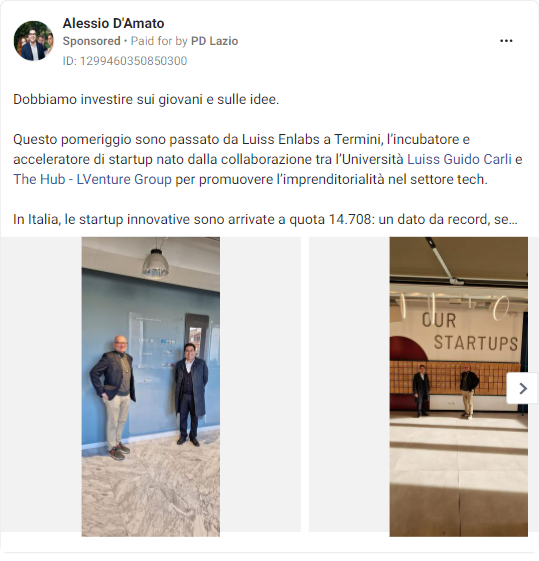 Alessio D'Amato
Sponsored • Paid for by PD Lazio
ID: 1299460350850300
Dobbiamo investire sui giovani e sulle idee.
Questo pomeriggio sono passato da Luiss Enlabs a Termini, l'incubatore e
acceleratore di startup nato dalla collaborazione tra l'Università Luiss Guido Carli e
The Hub - LVenture Group per promuovere l'imprenditorialità nel settore tech.
In Italia, le startup innovative sono arrivate a quota 14.708: un dato da record, se...
OUR
STARTUPS